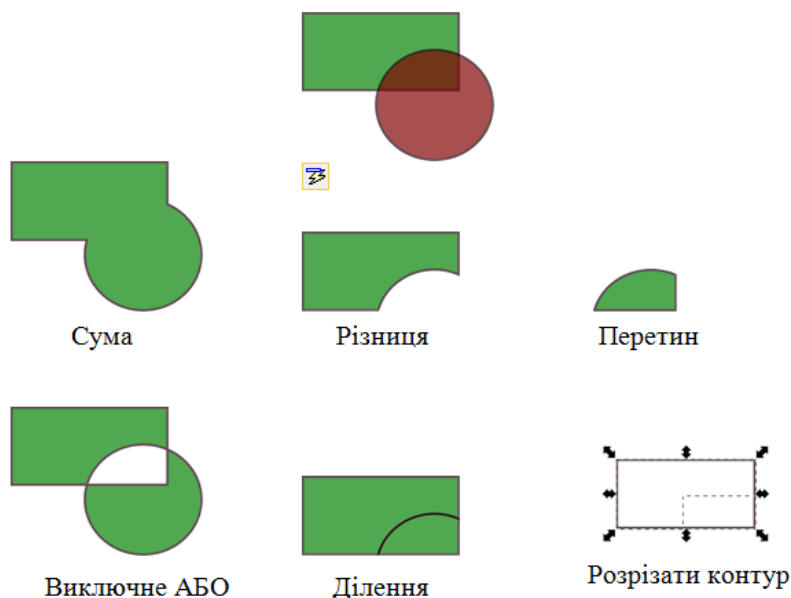 Сума
Різниця
Перетин
Виключне АБО
Ділення
Розрізати контур